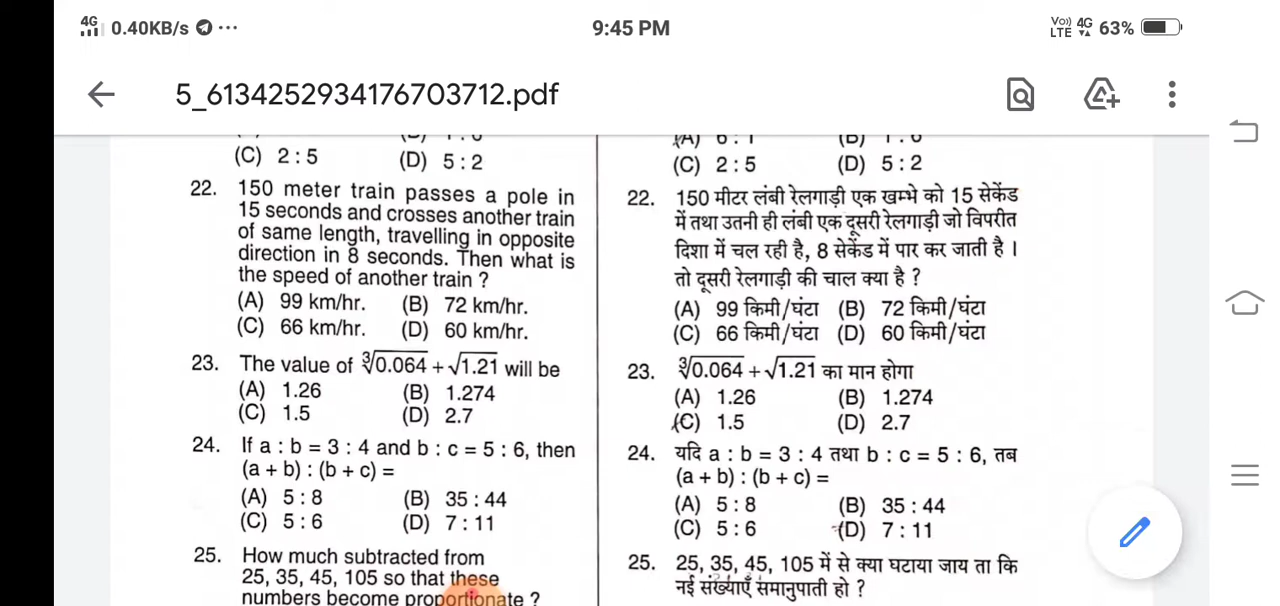 4G 0.40KB/s ...
9:45 PM
Vo)) LTE 4G 63%
5_6134252934176703712.pdf
(C) 2 : 5 (D) 5 : 2
22. 150 meter train passes a pole in
15 seconds and crosses another train
of same length, travelling in opposite
direction in 8 seconds. Then what is
the speed of another train ?
(A) 99 km/hr. (B) 72 km/hr.
(C) 66 km/hr. (D) 60 km/hr.
23. The value of ∛0.064 + √1.21 will be
(A) 1.26 (B) 1.274
(C) 1.5 (D) 2.7
24. If a : b = 3 : 4 and b : c = 5 : 6, then
(a + b) : (b + c) =
(A) 5 : 8 (B) 35 : 44
(C) 5 : 6 (D) 7 : 11
25. How much subtracted from
25, 35, 45, 105 so that these
numbers become proportionate ?
(A) 6 : 1 (B) 1 : 6
(C) 2 : 5 (D) 5 : 2
22. 150 मीटर लंबी रेलगाड़ी एक खम्भे को 15 सेकेंड
में तथा उतनी ही लंबी एक दूसरी रेलगाड़ी जो विपरीत
दिशा में चल रही है, 8 सेकेंड में पार कर जाती है ।
तो दूसरी रेलगाड़ी की चाल क्या है ?
(A) 99 किमी/घंटा (B) 72 किमी/घंटा
(C) 66 किमी/घंटा (D) 60 किमी/घंटा
23. ∛0.064 + √1.21 का मान होगा
(A) 1.26 (B) 1.274
(C) 1.5 (D) 2.7
24. यदि a : b = 3 : 4 तथा b : c = 5 : 6, तब
(a + b) : (b + c) =
(A) 5 : 8 (B) 35 : 44
(C) 5 : 6 (D) 7 : 11
25. 25, 35, 45, 105 में से क्या घटाया जाय ता कि
नई संख्याएँ समानुपाती हो ?